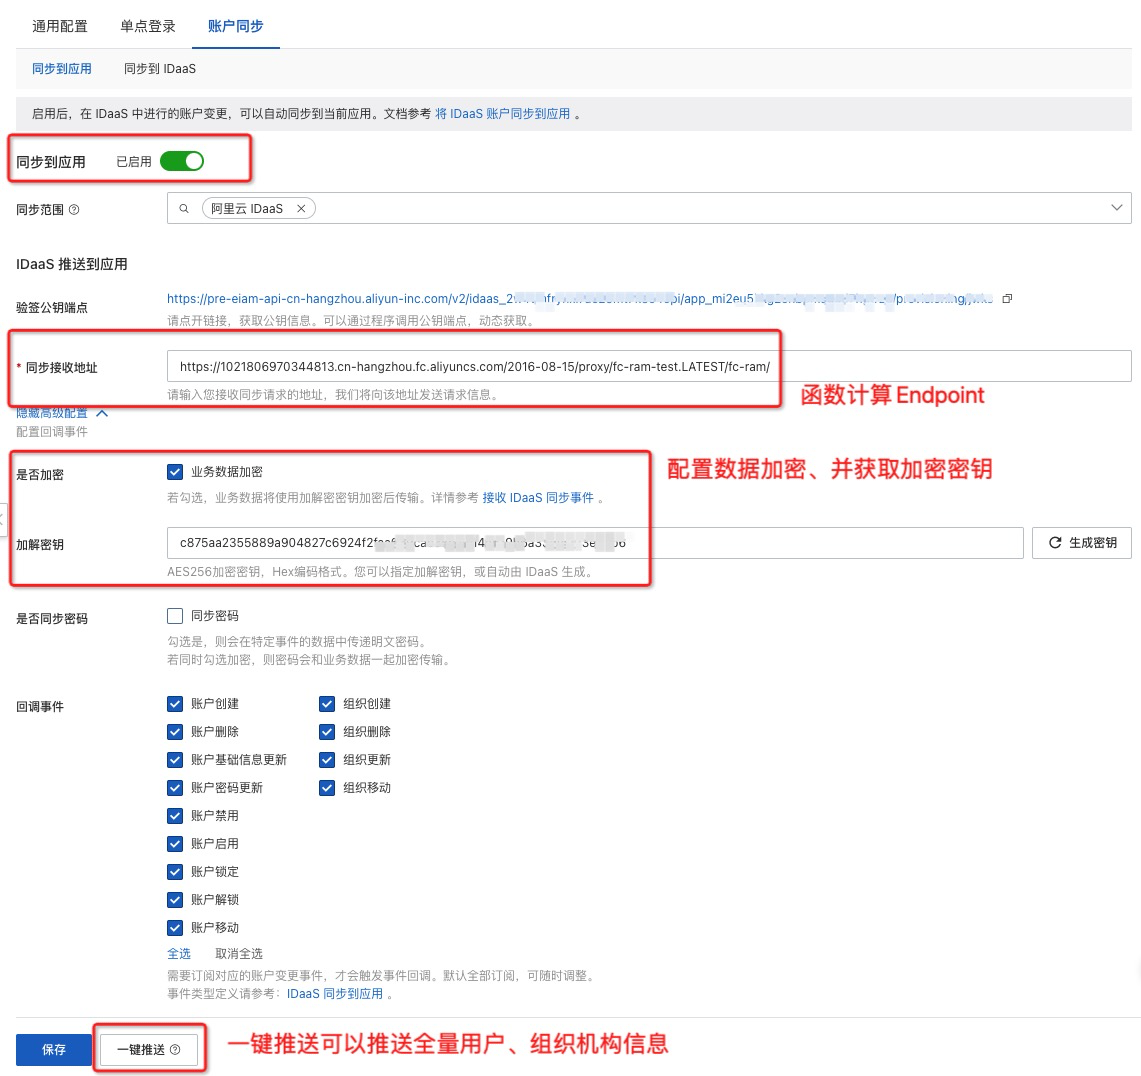 通用配置 单点登录 账户同步
同步到应用 同步到 IDaaS
启用后，在 IDaaS 中进行的账户变更，可以自动同步到当前应用。文档参考 将 IDaaS 账户同步到应用 。
同步到应用 已启用
同步范围 阿里云 IDaaS
IDaaS 推送到应用
验签公钥端点 https://pre-eiam-api-cn-hangzhou.aliyun-inc.com/v2/idaas_
请点开链接，获取公钥信息。可以通过程序调用公钥端点，动态获取。
* 同步接收地址 https://1021806970344813.cn-hangzhou.fc.aliyuncs.com/2016-08-15/proxy/fc-ram-test.LATEST/fc-ram/
请输入您接收同步请求的地址，我们将向该地址发送请求信息。
函数计算 Endpoint
隐藏高级配置
配置回调事件
是否加密 业务数据加密
配置数据加密、并获取加密密钥
若勾选，业务数据将使用加解密密钥加密后传输。详情参考 接收 IDaaS 同步事件 。
加解密钥 c875aa2355889a904827c6924f2 生成密钥
AES256加密密钥，Hex编码格式。您可以指定加解密钥，或自动由 IDaaS 生成。
是否同步密码 同步密码
勾选是，则会在特定事件的数据中传递明文密码。
若同时勾选加密，则密码会和业务数据一起加密传输。
回调事件 账户创建 组织创建
账户删除 组织删除
账户基础信息更新 组织更新
账户密码更新 组织移动
账户禁用
账户启用
账户锁定
账户解锁
账户移动
全选 取消全选
需要订阅对应的账户变更事件，才会触发事件回调。默认全部订阅，可随时调整。
事件类型定义请参考： IDaaS 同步到应用 。
保存 一键推送 一键推送可以推送全量用户、组织机构信息